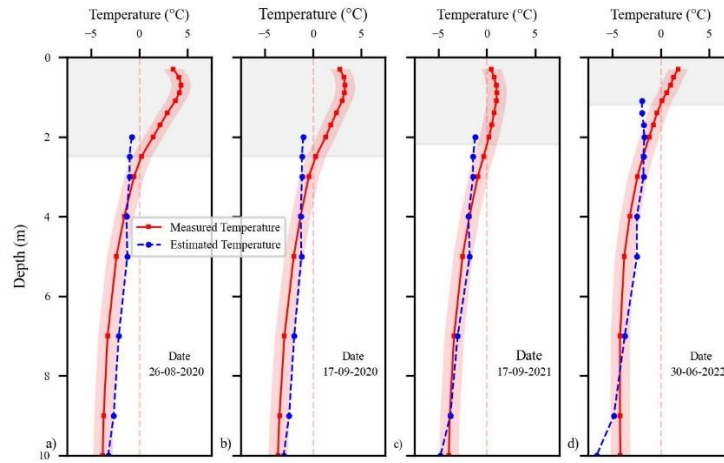 Temperature (°C) Temperature (°C) Temperature (°C) Temperature (°C)
−5 0 5 −5 0 5 −5 0 5 −5 0 5
0
2
4
6
8
10
Depth (m)
Measured Temperature
Estimated Temperature
Date
26-08-2020
Date
17-09-2020
Date
17-09-2021
Date
30-06-2022
a) b) c) d)